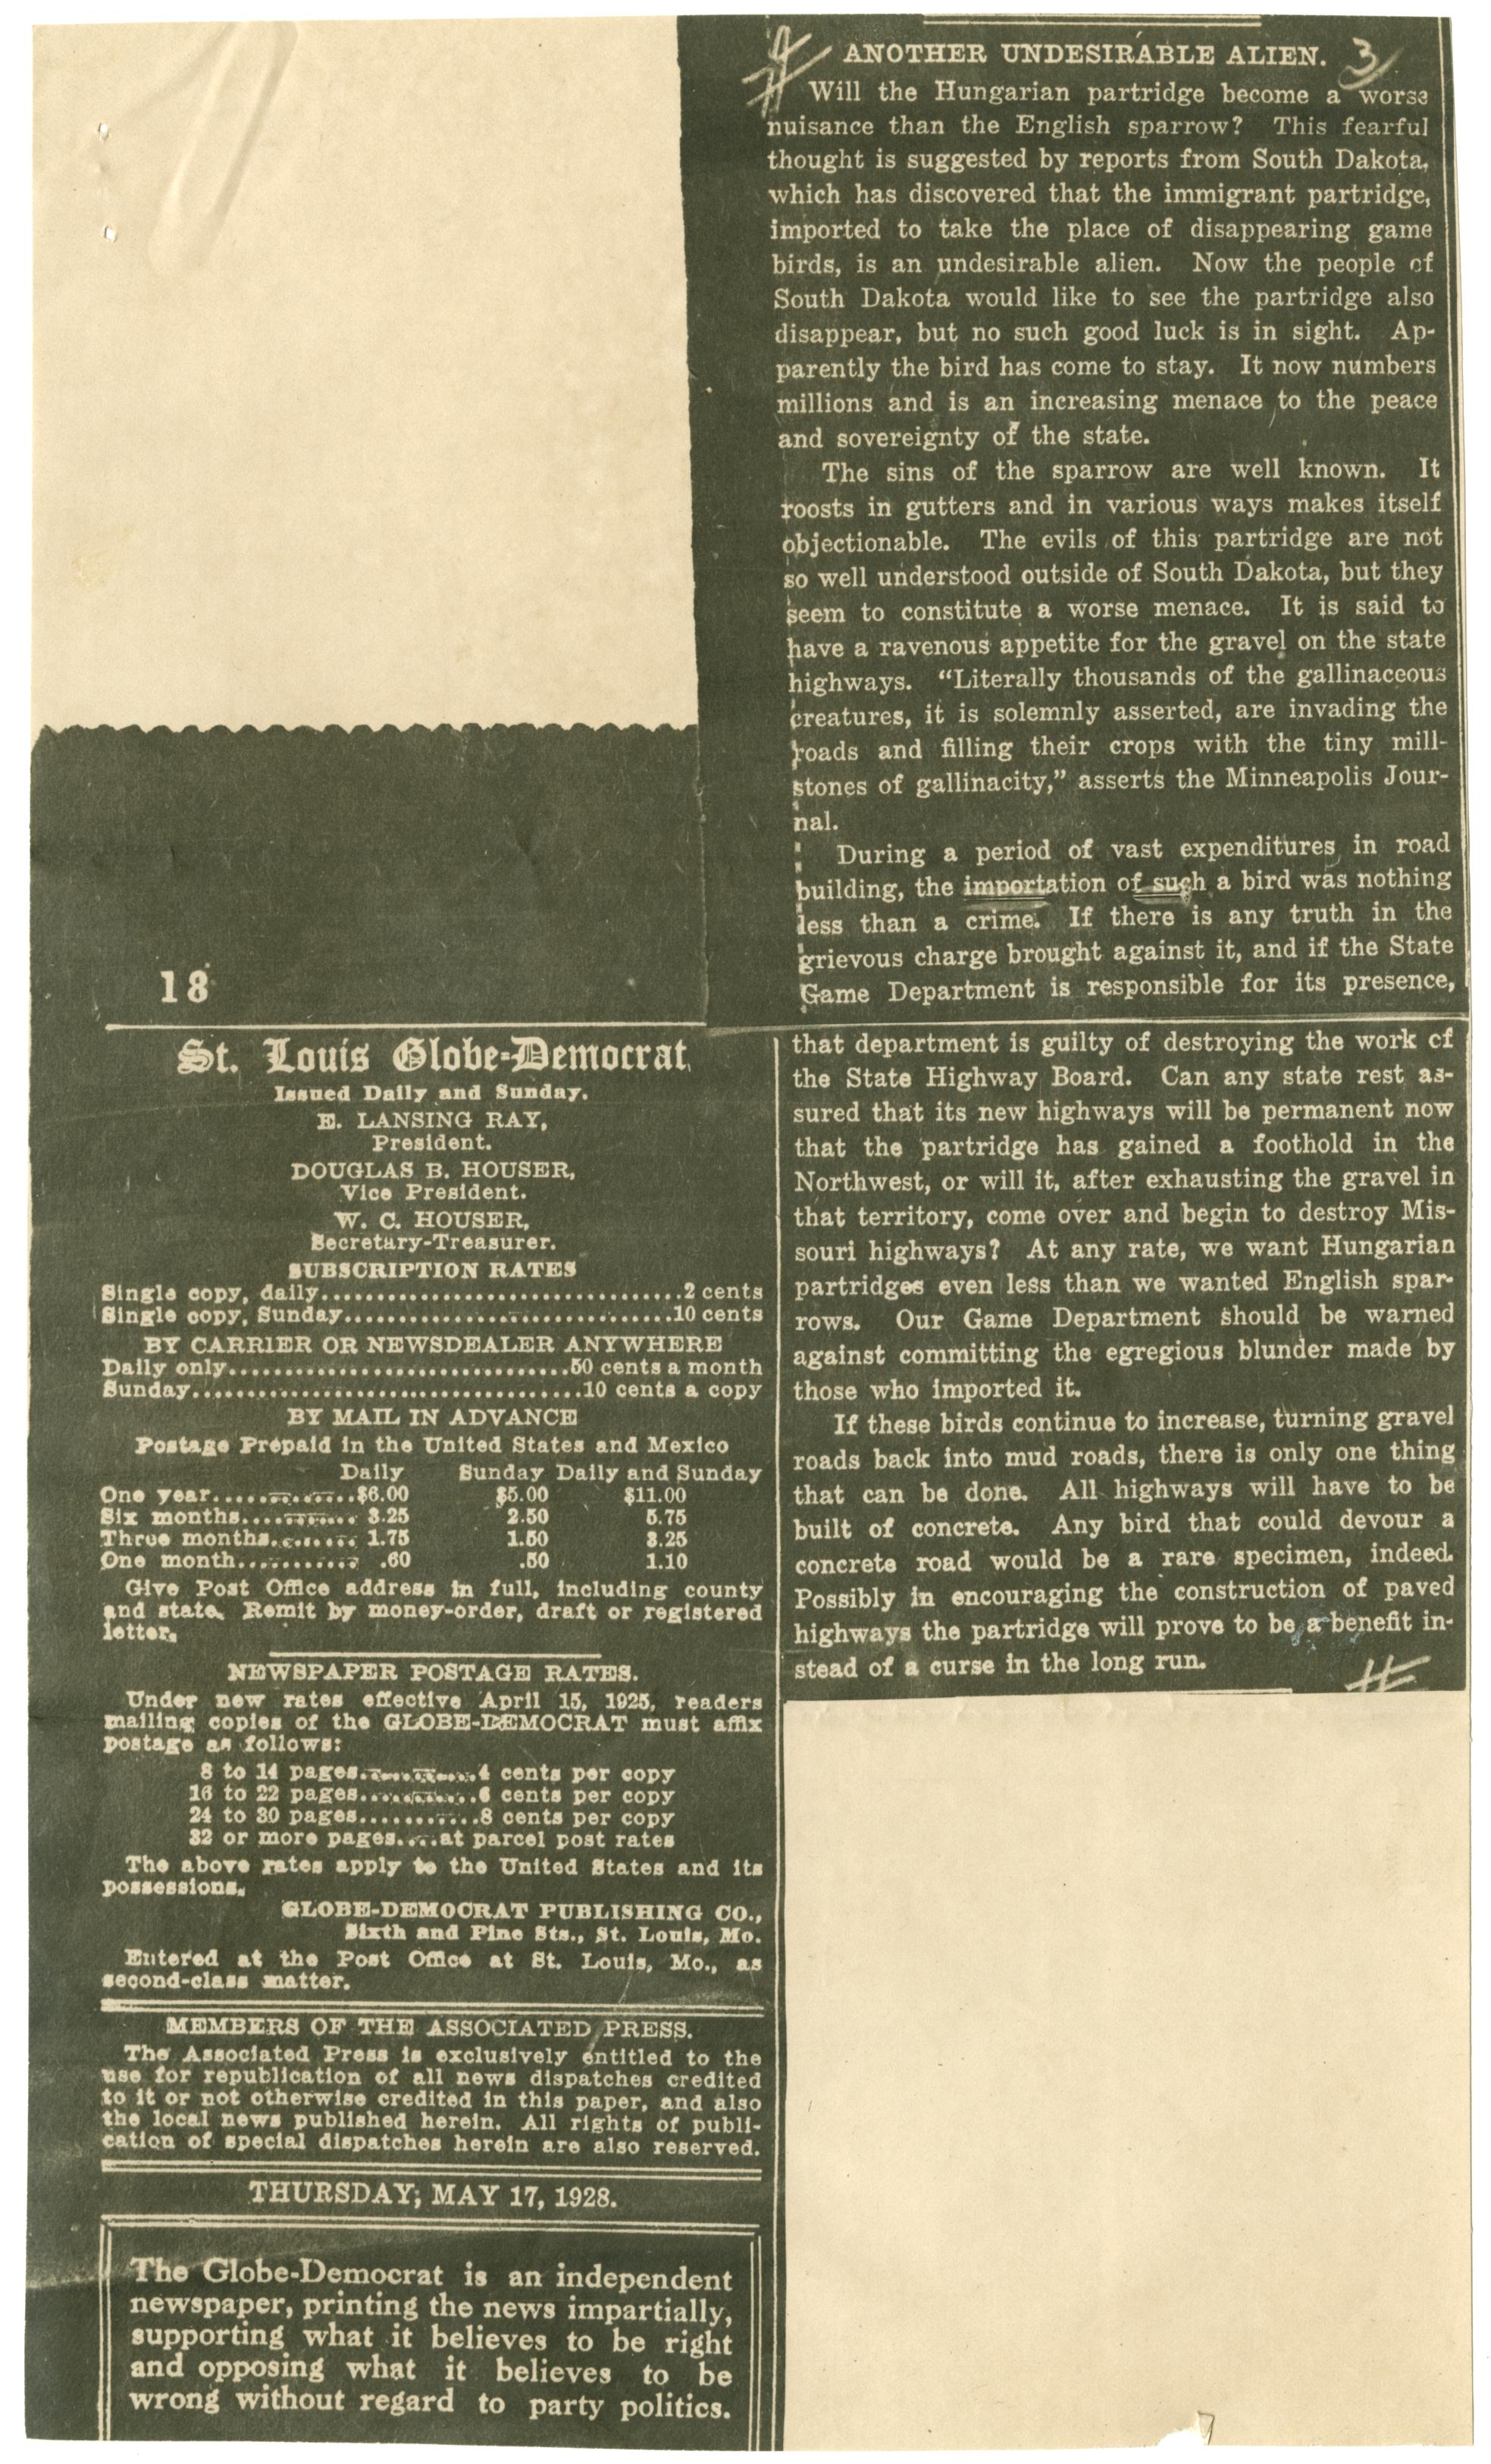 # ANOTHER UNDESIRABLE ALIEN. 3
Will the Hungarian partridge become a worse
nuisance than the English sparrow? This fearful
thought is suggested by reports from South Dakota,
which has discovered that the immigrant partridge,
imported to take the place of disappearing game
birds, is an undesirable alien. Now the people of
South Dakota would like to see the partridge also
disappear, but no such good luck is in sight. Ap-
parently the bird has come to stay. It now numbers
millions and is an increasing menace to the peace
and sovereignty of the state.
The sins of the sparrow are well known. It
roosts in gutters and in various ways makes itself
objectionable. The evils of this partridge are not
so well understood outside of South Dakota, but they
seem to constitute a worse menace. It is said to
have a ravenous appetite for the gravel on the state
highways. “Literally thousands of the gallinaceous
creatures, it is solemnly asserted, are invading the
roads and filling their crops with the tiny mill-
stones of gallinacity,” asserts the Minneapolis Jour-
nal.
During a period of vast expenditures in road
building, the importation of such a bird was nothing
less than a crime. If there is any truth in the
grievous charge brought against it, and if the State
Game Department is responsible for its presence,
that department is guilty of destroying the work of
the State Highway Board. Can any state rest as-
sured that its new highways will be permanent now
that the partridge has gained a foothold in the
Northwest, or will it, after exhausting the gravel in
that territory, come over and begin to destroy Mis-
souri highways? At any rate, we want Hungarian
partridges even less than we wanted English spar-
rows. Our Game Department should be warned
against committing the egregious blunder made by
those who imported it.
If these birds continue to increase, turning gravel
roads back into mud roads, there is only one thing
that can be done. All highways will have to be
built of concrete. Any bird that could devour a
concrete road would be a rare specimen, indeed.
Possibly in encouraging the construction of paved
highways the partridge will prove to be a benefit in-
stead of a curse in the long run.
#
18
St. Louis Globe-Democrat
Issued Daily and Sunday.
E. LANSING RAY,
President.
DOUGLAS B. HOUSER,
Vice President.
W. C. HOUSER,
Secretary-Treasurer.
SUBSCRIPTION RATES
Single copy, daily..................................2 cents
Single copy, Sunday................................10 cents
BY CARRIER OR NEWSDEALER ANYWHERE
Daily only................................50 cents a month
Sunday....................................10 cents a copy
BY MAIL IN ADVANCE
Postage Prepaid in the United States and Mexico
Daily Sunday Daily and Sunday
One year..............$6.00 $5.00 $11.00
Six months........... 3.25 2.50 5.75
Three months......... 1.75 1.50 3.25
One month............ .60 .50 1.10
Give Post Office address in full, including county
and state. Remit by money-order, draft or registered
letter.
NEWSPAPER POSTAGE RATES.
Under new rates effective April 15, 1925, readers
mailing copies of the GLOBE-DEMOCRAT must affix
postage as follows:
8 to 14 pages............4 cents per copy
16 to 22 pages............6 cents per copy
24 to 30 pages............8 cents per copy
32 or more pages....at parcel post rates
The above rates apply to the United States and its
possessions.
GLOBE-DEMOCRAT PUBLISHING CO.,
Sixth and Pine Sts., St. Louis, Mo.
Entered at the Post Office at St. Louis, Mo., as
second-class matter.
MEMBERS OF THE ASSOCIATED PRESS.
The Associated Press is exclusively entitled to the
use for republication of all news dispatches credited
to it or not otherwise credited in this paper, and also
the local news published herein. All rights of publi-
cation of special dispatches herein are also reserved.
THURSDAY, MAY 17, 1928.
The Globe-Democrat is an independent
newspaper, printing the news impartially,
supporting what it believes to be right
and opposing what it believes to be
wrong without regard to party politics.